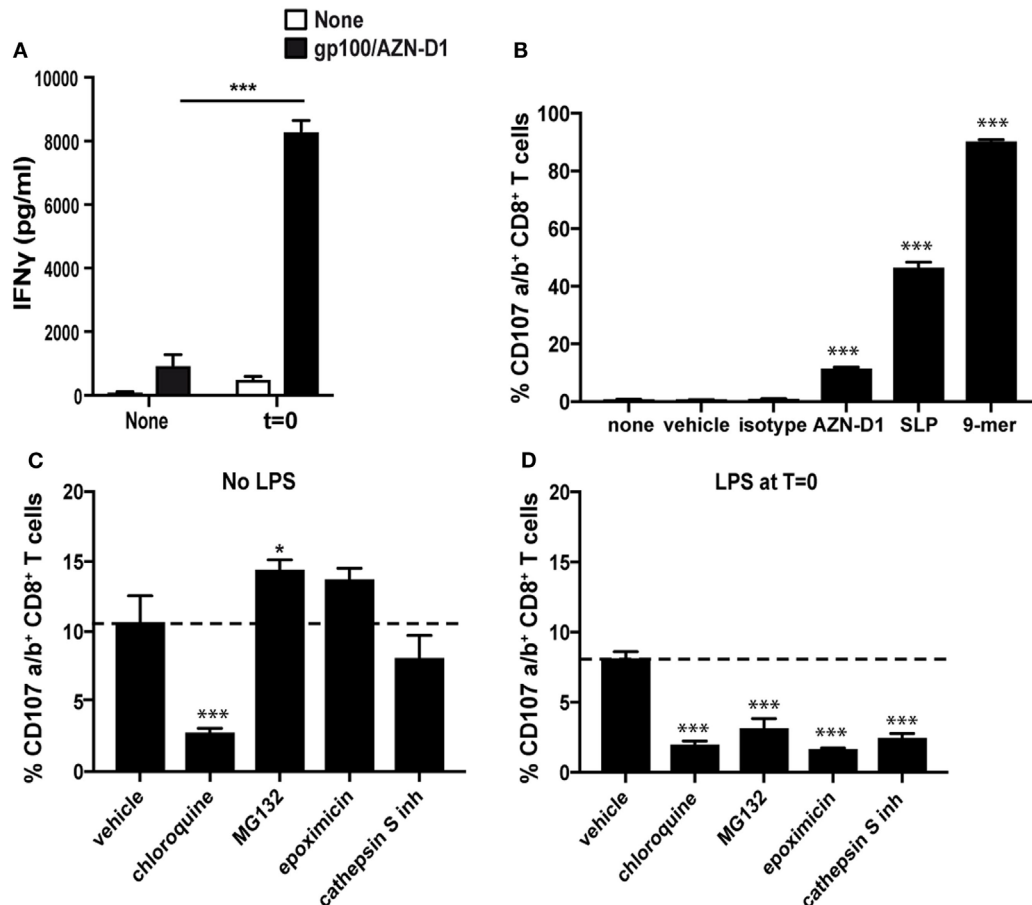 None
gp100/AZN-D1
A
IFNγ (pg/ml)
10000
8000
6000
4000
2000
0
***
None
t=0
B
% CD107 a/b⁺ CD8⁺ T cells
100
80
60
40
20
0
***
***
***
none vehicle isotype AZN-D1 SLP 9-mer
C
No LPS
% CD107 a/b⁺ CD8⁺ T cells
20
15
10
5
0
***
*
vehicle
chloroquine
MG132
epoximicin
cathepsin S inh
D
LPS at T=0
% CD107 a/b⁺ CD8⁺ T cells
20
15
10
5
0
***
***
***
***
vehicle
chloroquine
MG132
epoximicin
cathepsin S inh